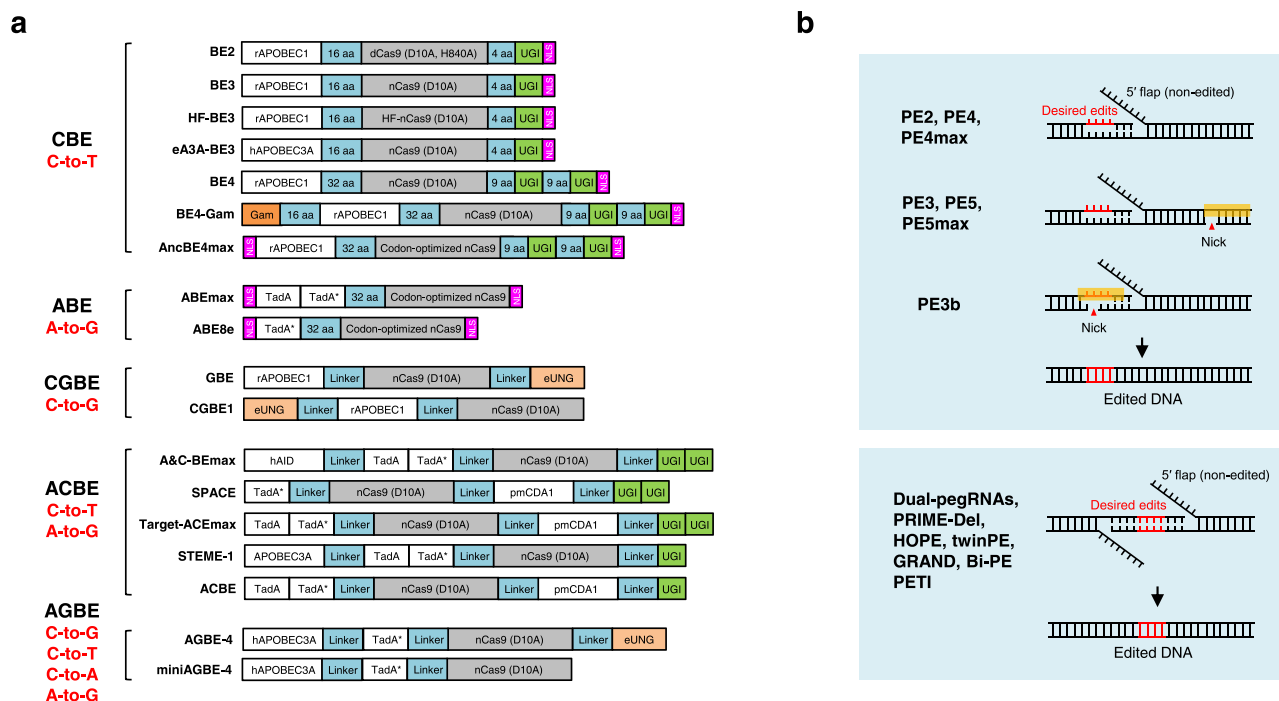 a
CBE
C-to-T
BE2
rAPOBEC1 16 aa dCas9 (D10A, H840A) 4 aa UGI NLS
BE3
rAPOBEC1 16 aa nCas9 (D10A) 4 aa UGI NLS
HF-BE3
rAPOBEC1 16 aa HF-nCas9 (D10A) 4 aa UGI NLS
eA3A-BE3
hAPOBEC3A 16 aa nCas9 (D10A) 4 aa UGI NLS
BE4
rAPOBEC1 32 aa nCas9 (D10A) 9 aa UGI 9 aa UGI NLS
BE4-Gam
Gam 16 aa rAPOBEC1 32 aa nCas9 (D10A) 9 aa UGI 9 aa UGI NLS
AncBE4max
NLS rAPOBEC1 32 aa Codon-optimized nCas9 9 aa UGI 9 aa UGI NLS
ABE
A-to-G
ABEmax
NLS TadA TadA* 32 aa Codon-optimized nCas9 NLS
ABE8e
NLS TadA* 32 aa Codon-optimized nCas9 NLS
CGBE
C-to-G
GBE
rAPOBEC1 Linker nCas9 (D10A) Linker eUNG
CGBE1
eUNG Linker rAPOBEC1 Linker nCas9 (D10A)
ACBE
C-to-T
A-to-G
A&C-BEmax
hAID Linker TadA TadA* Linker nCas9 (D10A) Linker UGI UGI
SPACE
TadA* Linker nCas9 (D10A) Linker pmCDA1 Linker UGI UGI
Target-ACEmax
TadA TadA* Linker nCas9 (D10A) Linker pmCDA1 Linker UGI UGI
STEME-1
APOBEC3A Linker TadA TadA* Linker nCas9 (D10A) Linker UGI
ACBE
TadA TadA* Linker nCas9 (D10A) Linker pmCDA1 Linker UGI
AGBE
C-to-G
C-to-T
C-to-A
A-to-G
AGBE-4
hAPOBEC3A Linker TadA* Linker nCas9 (D10A) Linker eUNG
miniAGBE-4
hAPOBEC3A Linker TadA* Linker nCas9 (D10A)
b
PE2, PE4,
PE4max
5′ flap (non-edited)
Desired edits
PE3, PE5,
PE5max
Nick
PE3b
Nick
Edited DNA
Dual-pegRNAs,
PRIME-Del,
HOPE, twinPE,
GRAND, Bi-PE
PETI
5′ flap (non-edited)
Desired edits
Edited DNA